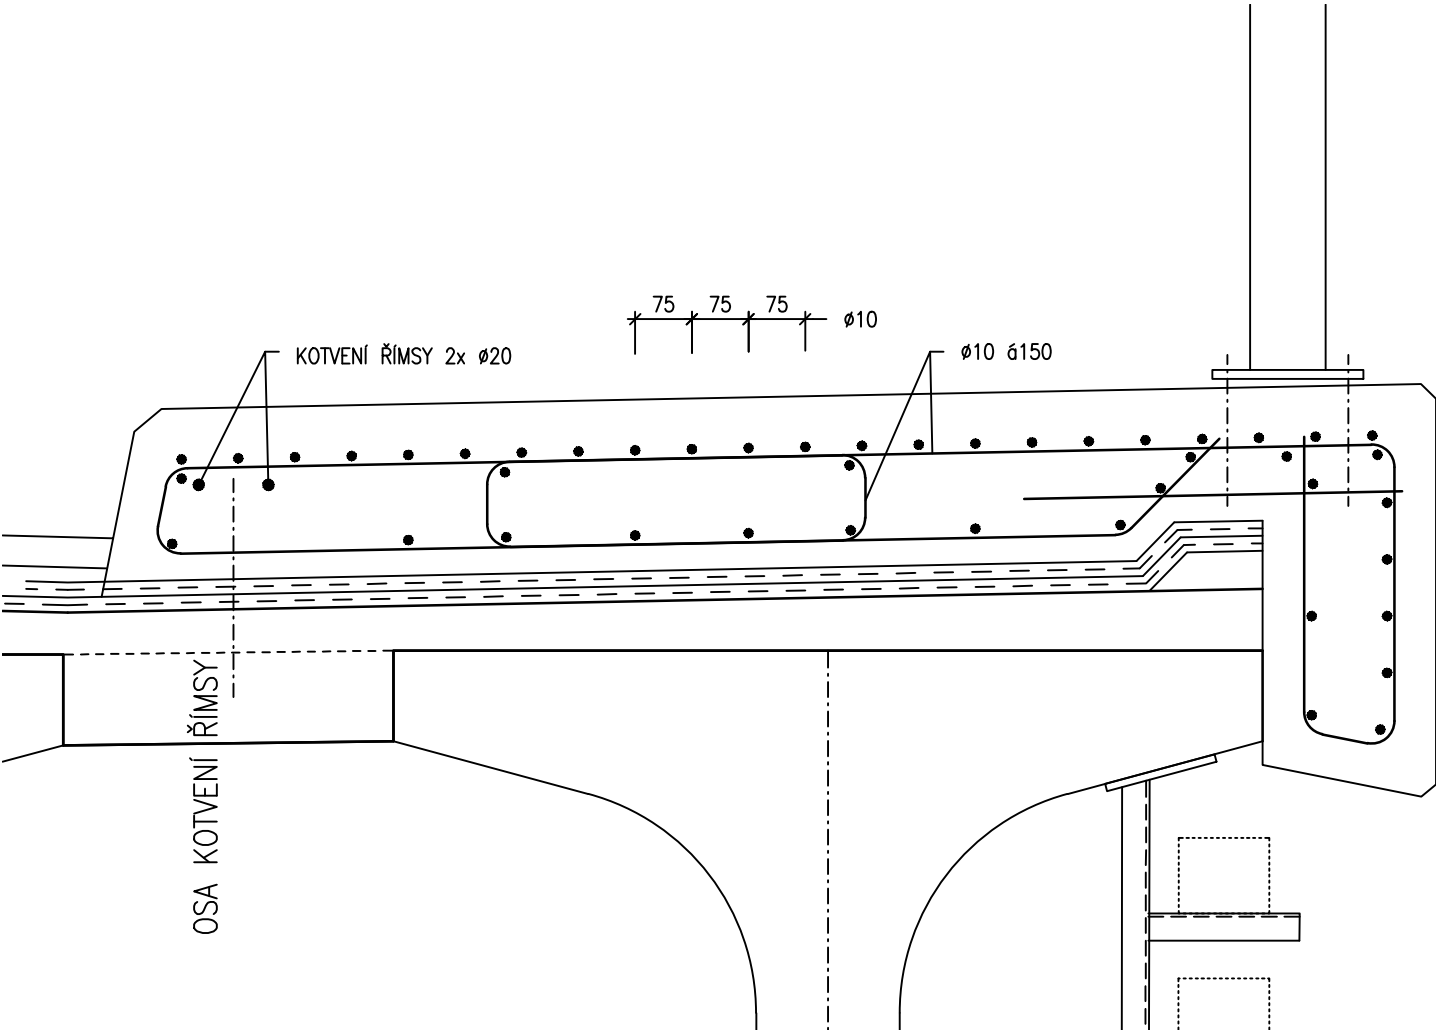 75 75 75
ø10
KOTVENÍ ŘÍMSY 2x ø20
ø10 á150
OSA KOTVENÍ ŘÍMSY